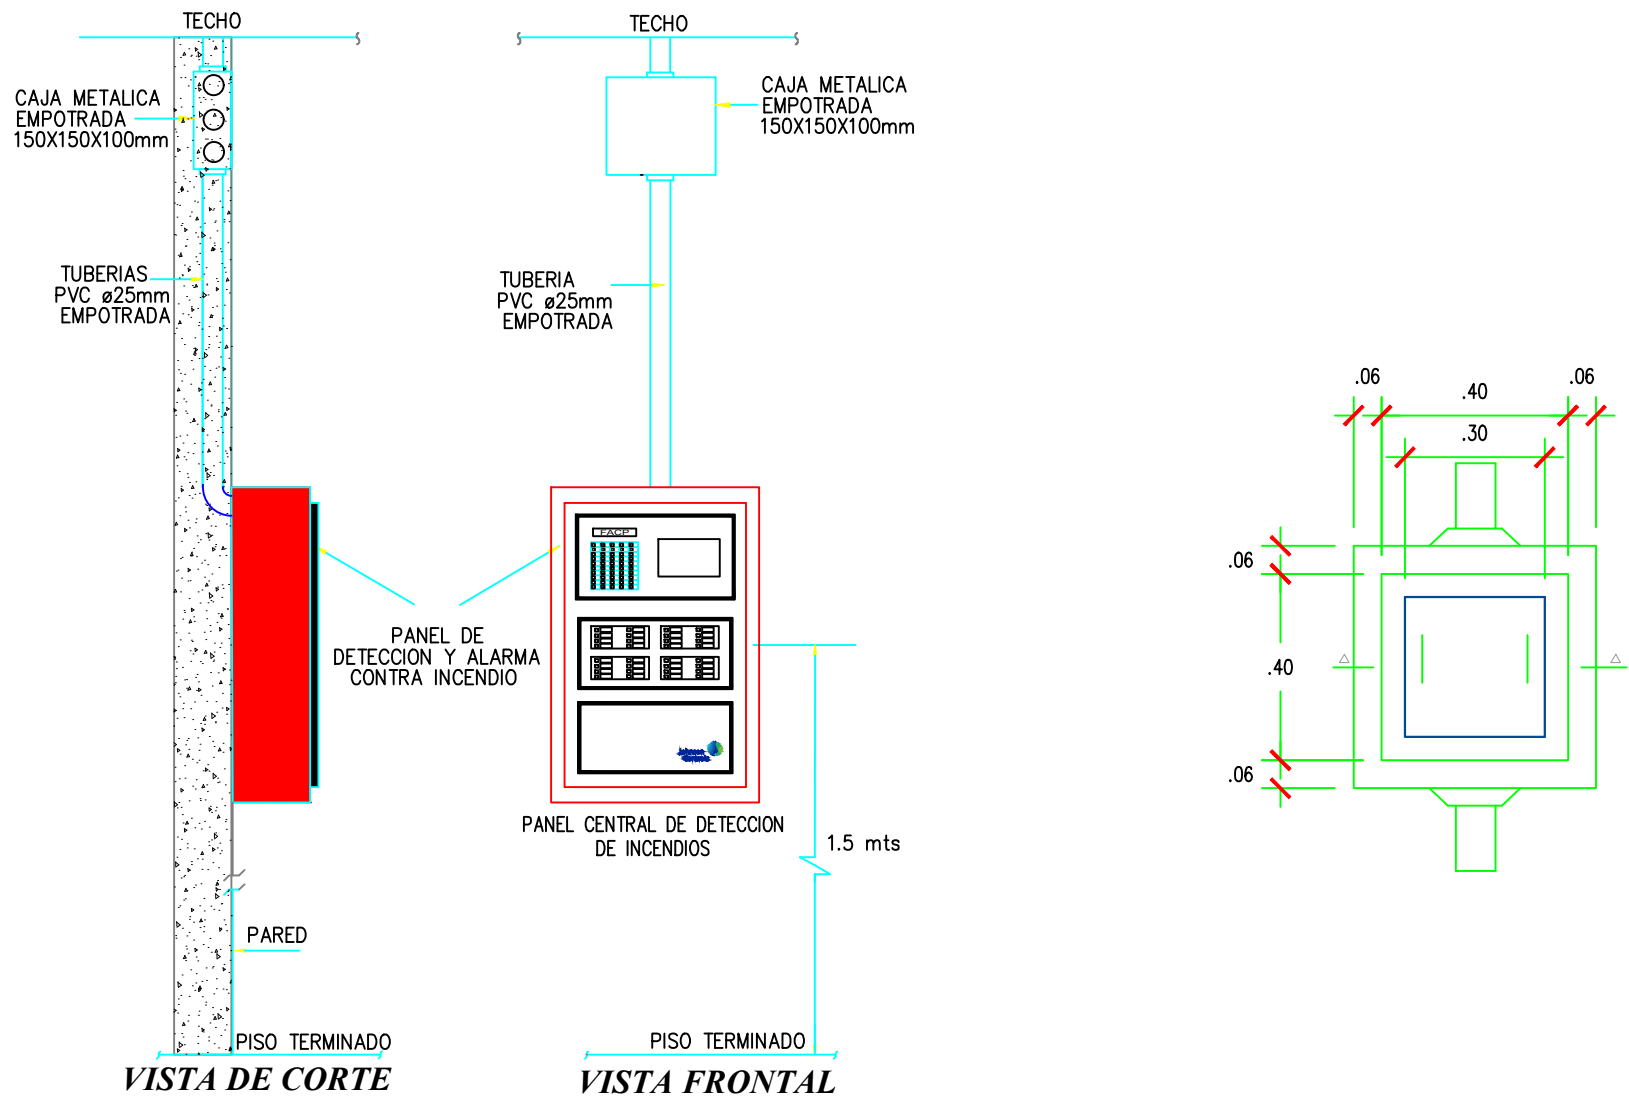 TECHO
CAJA METALICA
EMPOTRADA
150X150X100mm
TUBERIAS
PVC ø25mm
EMPOTRADA
PANEL DE
DETECCION Y ALARMA
CONTRA INCENDIO
PARED
PISO TERMINADO
VISTA DE CORTE
TECHO
CAJA METALICA
EMPOTRADA
150X150X100mm
TUBERIA
PVC ø25mm
EMPOTRADA
FACP
Johnson
Controls
PANEL CENTRAL DE DETECCION
DE INCENDIOS
1.5 mts
PISO TERMINADO
VISTA FRONTAL
.06
.40
.06
.30
.06
.40
.06